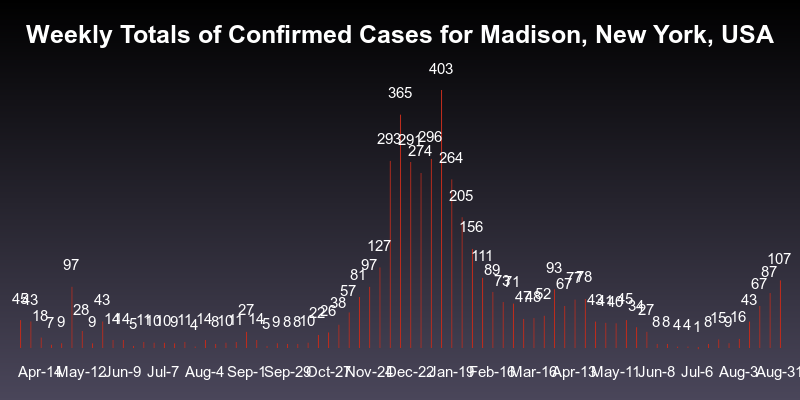 Weekly Totals of Confirmed Cases for Madison, New York, USA
403
365
293 291 296
274 264
205
156
127
111
107
97 97 93
89 87
81 77 78
73 71 67 67
57 52
45 43 43 47 48 42 41 40 45 43
38 34
28 27 22 26 27
18 14 14 14 14 15 16
7 9 9 5 11 10 10 9 11 4 8 10 11 5 9 8 8 10 8 8 4 4 1 8 9
Apr-14 May-12 Jun-9 Jul-7 Aug-4 Sep-1 Sep-29 Oct-27 Nov-24 Dec-22 Jan-19 Feb-16 Mar-16 Apr-13 May-11 Jun-8 Jul-6 Aug-3 Aug-31